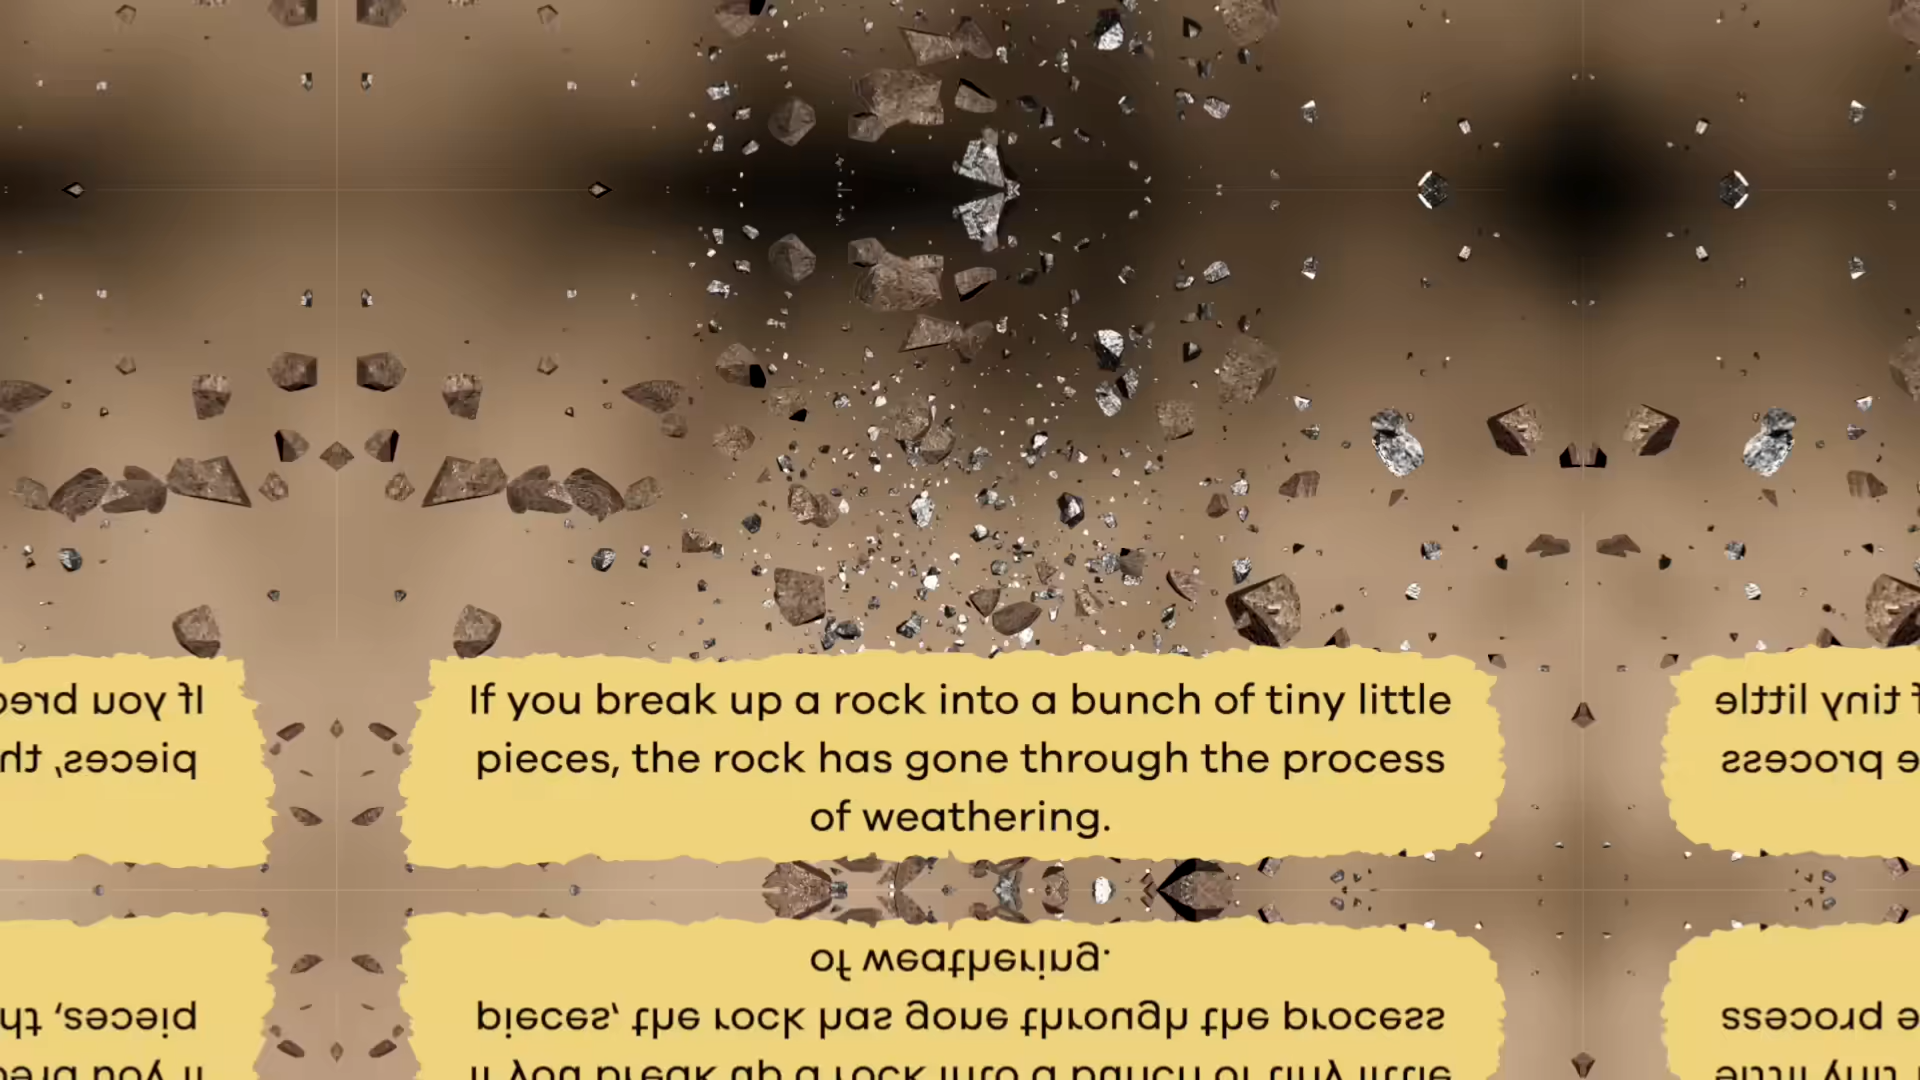 If you break up a rock into a bunch of tiny little
pieces, the rock has gone through the process
of weathering.